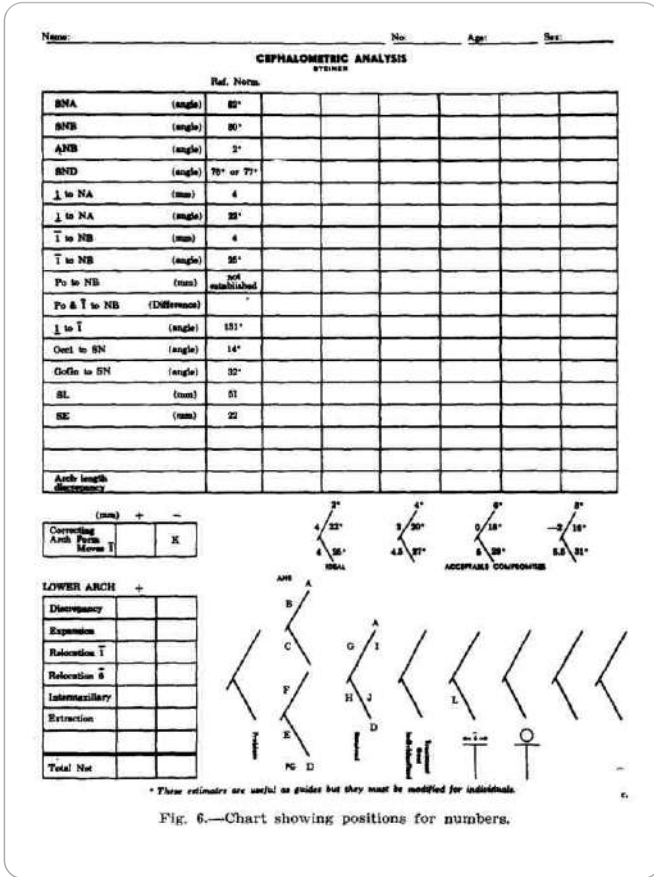 Name: No: Age: Sex:
CEPHALOMETRIC ANALYSIS
STEINER
Ref. Norm.
SNA (angle) 82°
SNB (angle) 80°
ANB (angle) 2°
SND (angle) 76° or 77°
1 to NA (mm) 4
1 to NA (angle) 22°
1 to NB (mm) 4
1 to NB (angle) 25°
Po to NB (mm) not established
Po & 1 to NB (Difference)
1 to 1 (angle) 131°
Occl to SN (angle) 14°
GoGn to SN (angle) 32°
SL (mm) 51
SE (mm) 22
Arch length
discrepancy
(mm) + −
Correcting
Arch Form
Moves 1 K
2° 4° 6° 8°
4 22° 3 20° 0 18° −2 16°
4 25° 4.5 27° 5 29° 5.5 31°
IDEAL ACCEPTABLE COMPROMISES
LOWER ARCH +
Discrepancy
Expansion
Relocation 1
Relocation 6
Intermaxillary
Extraction
Total Net
ANB A
B
C
F
E
PG D
A
G I
H J
D
L
Problem
Treatment
Goal
Individualized
* These estimates are useful as guides but they must be modified for individuals.
c.
Fig. 6.—Chart showing positions for numbers.